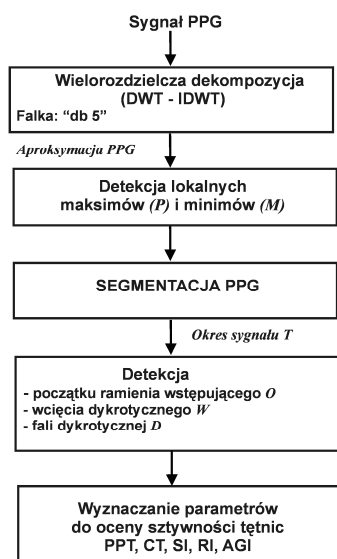 Sygnał PPG
Wielorozdzielcza dekompozycja
(DWT - IDWT)
Falka: “db 5”
Aproksymacja PPG
Detekcja lokalnych
maksimów (P) i minimów (M)
SEGMENTACJA PPG
Okres sygnału T
Detekcja
- początku ramienia wstępującego O
- wcięcia dykrotycznego W
- fali dykrotycznej D
Wyznaczanie parametrów
do oceny sztywności tętnic
PPT, CT, SI, RI, AGI